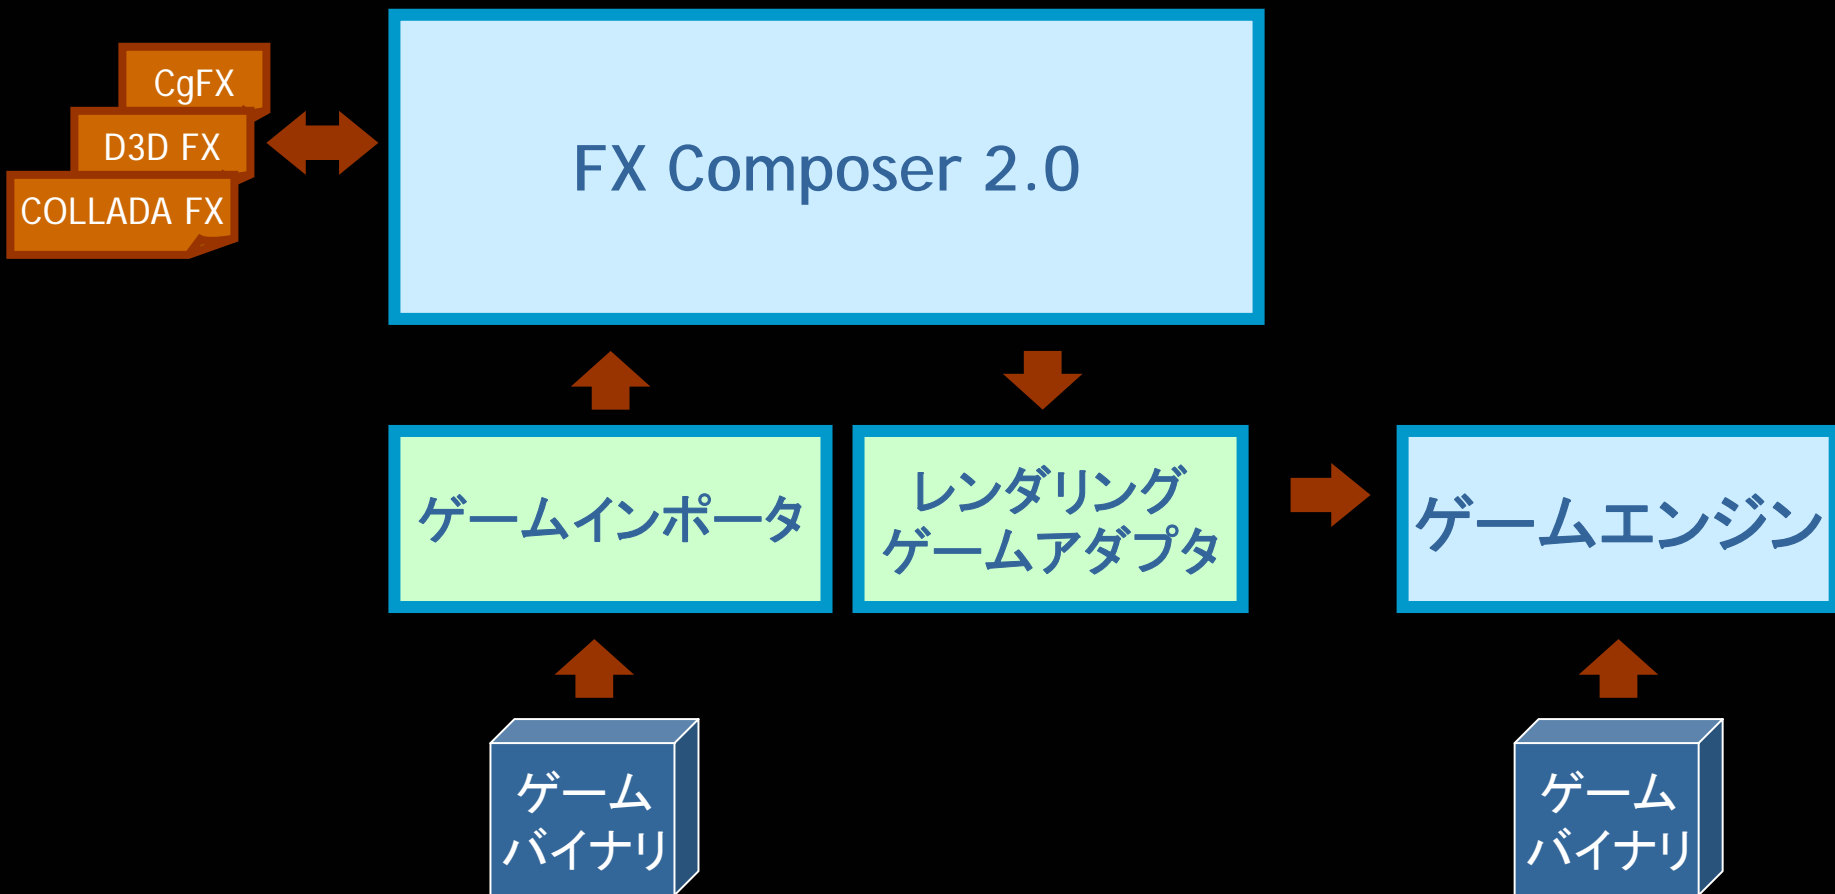 CgFX
D3D FX
COLLADA FX
FX Composer 2.0
ゲームインポータ
レンダリング
ゲームアダプタ
ゲームエンジン
ゲーム
バイナリ
ゲーム
バイナリ